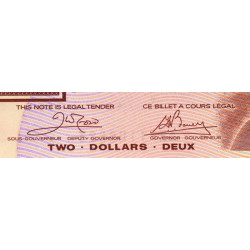 THIS NOTE IS LEGAL TENDER CE BILLET A COURS LÉGAL
SOUS-GOUVERNEUR DEPUTY-GOVERNOR GOVERNOR GOUVERNEUR
TWO · DOLLARS · DEUX